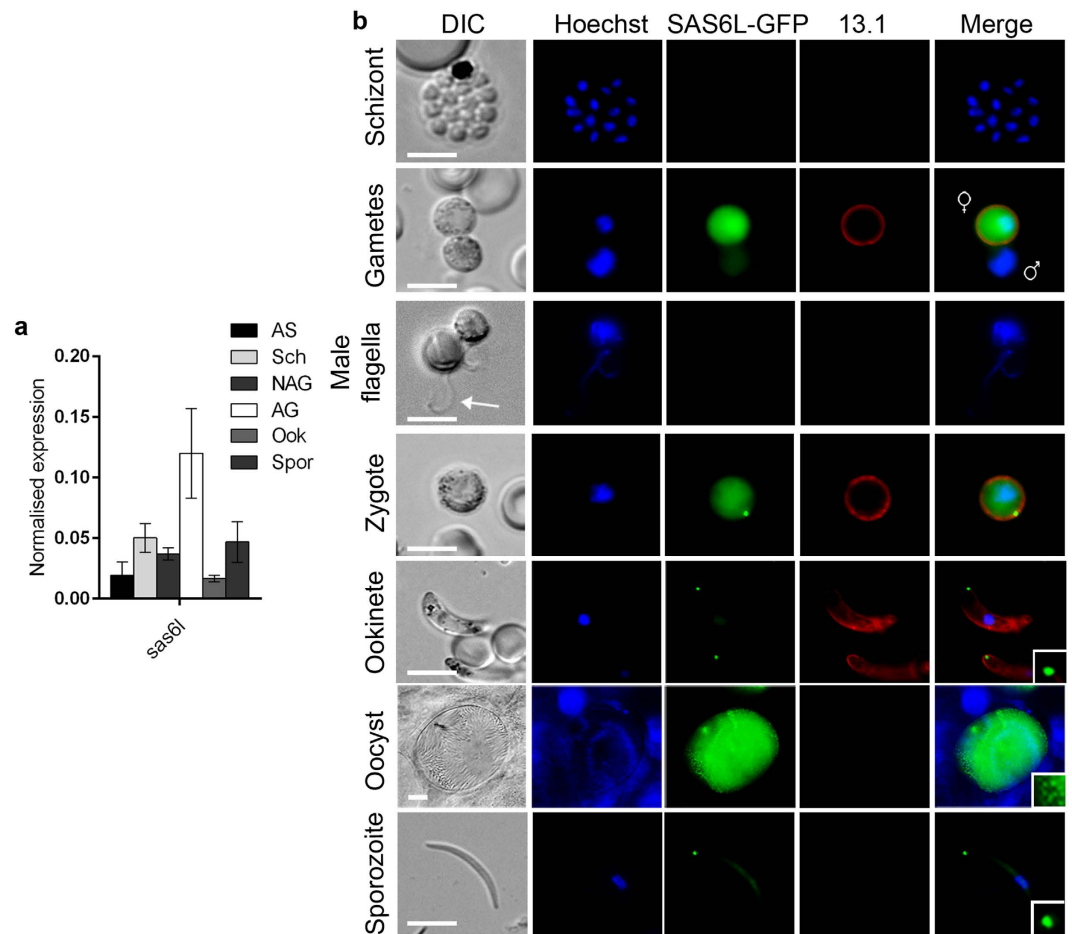 b
DIC Hoechst SAS6L-GFP 13.1 Merge
Schizont
Gametes
♀
♂
Male
flagella
Zygote
Ookinete
Oocyst
Sporozoite
a
AS
Sch
NAG
AG
Ook
Spor
Normalised expression
0.20
0.15
0.10
0.05
0.00
sas6l